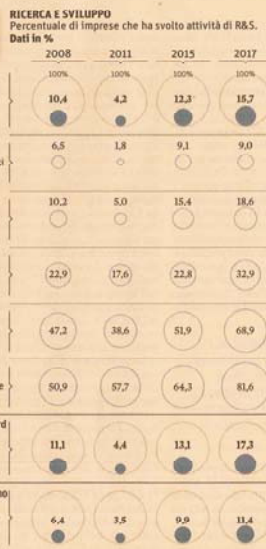 RICERCA E SVILUPPO
Percentuale di imprese che ha svolto attività di R&S.
Dati in %
2008 2011 2015 2017
100% 100% 100% 100%
10,4 4,2 12,3 15,7
6,5 1,8 9,1 9,0
10,2 5,0 15,4 18,6
22,9 17,6 22,8 32,9
47,2 38,6 51,9 68,9
50,9 57,7 64,3 81,6
11,1 4,4 13,1 17,3
6,4 3,5 9,9 11,4